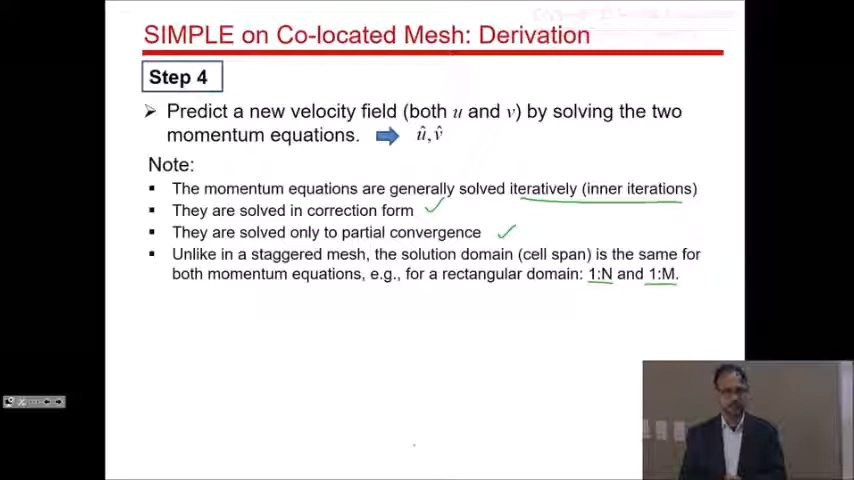 SIMPLE on Co-located Mesh: Derivation
Step 4
➢ Predict a new velocity field (both u and v) by solving the two
momentum equations. û, v̂
Note:
▪ The momentum equations are generally solved iteratively (inner iterations)
▪ They are solved in correction form
▪ They are solved only to partial convergence
▪ Unlike in a staggered mesh, the solution domain (cell span) is the same for
both momentum equations, e.g., for a rectangular domain: 1:N and 1:M.